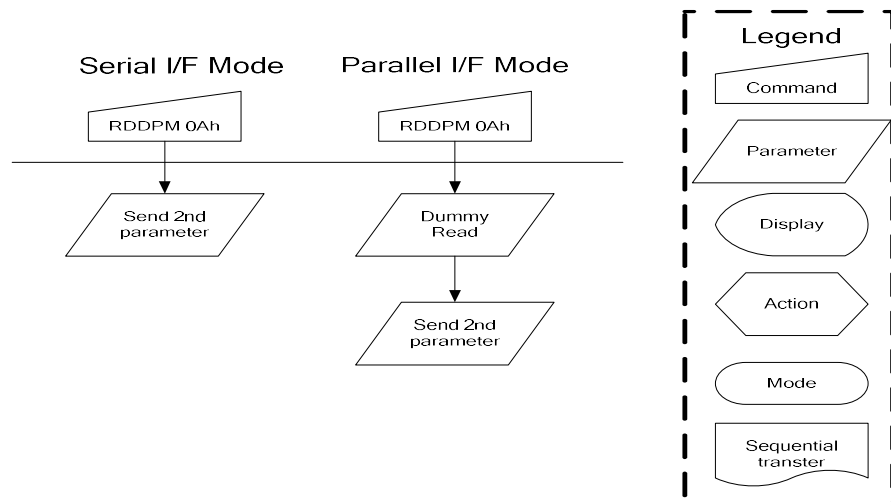 Serial I/F Mode
Parallel I/F Mode
RDDPM 0Ah
RDDPM 0Ah
Send 2nd
parameter
Dummy
Read
Send 2nd
parameter
Legend
Command
Parameter
Display
Action
Mode
Sequential
transter